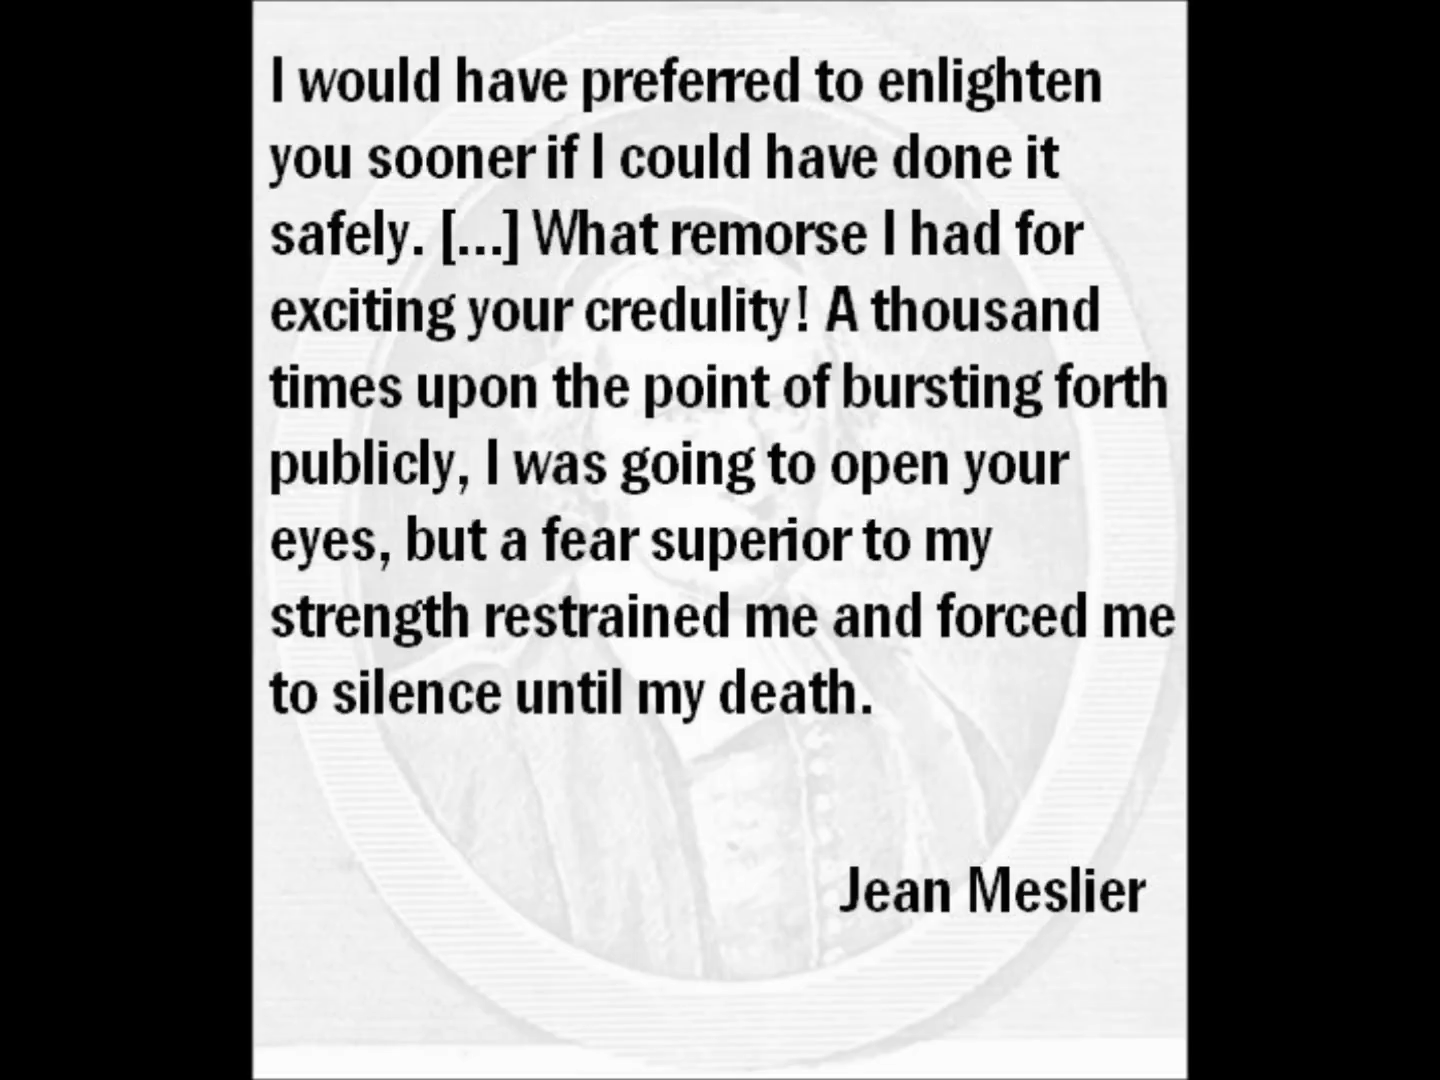 I would have preferred to enlighten
you sooner if I could have done it
safely. [...] What remorse I had for
exciting your credulity! A thousand
times upon the point of bursting forth
publicly, I was going to open your
eyes, but a fear superior to my
strength restrained me and forced me
to silence until my death.
Jean Meslier